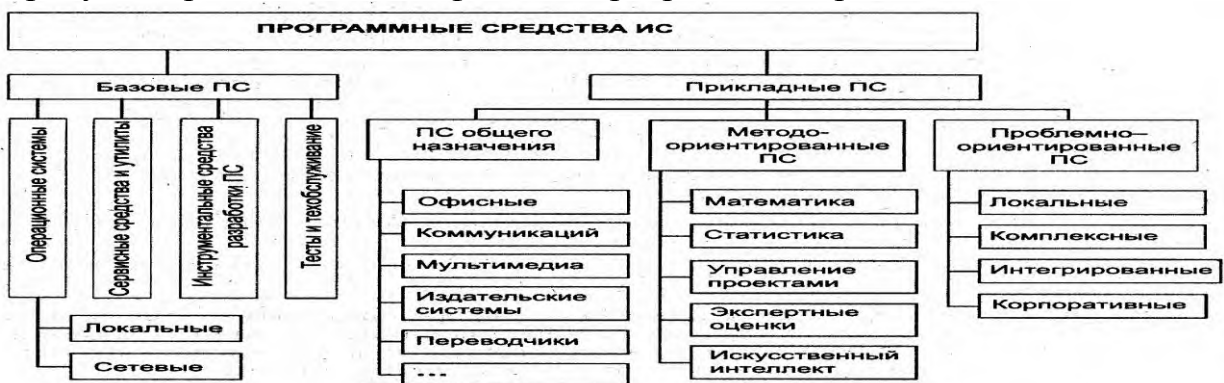 ПРОГРАММНЫЕ СРЕДСТВА ИС
Базовые ПС
Операционные системы
Сервисные средства и утилиты
Инструментальные средства
разработки ПС
Тесты и техобслуживание
Локальные
Сетевые
Прикладные ПС
ПС общего
назначения
Офисные
Коммуникаций
Мультимедиа
Издательские
системы
Переводчики
...
Методо-
ориентированные
ПС
Математика
Статистика
Управление
проектами
Экспертные
оценки
Искусственный
интеллект
Проблемно–
ориентированные
ПС
Локальные
Комплексные
Интегрированные
Корпоративные